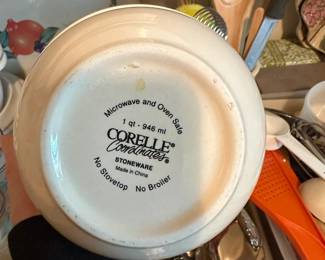 Microwave and Oven Safe
1 qt - 946 ml
CORELLE®
Coordinates®
STONEWARE
Made in China
No Stovetop No Broiler